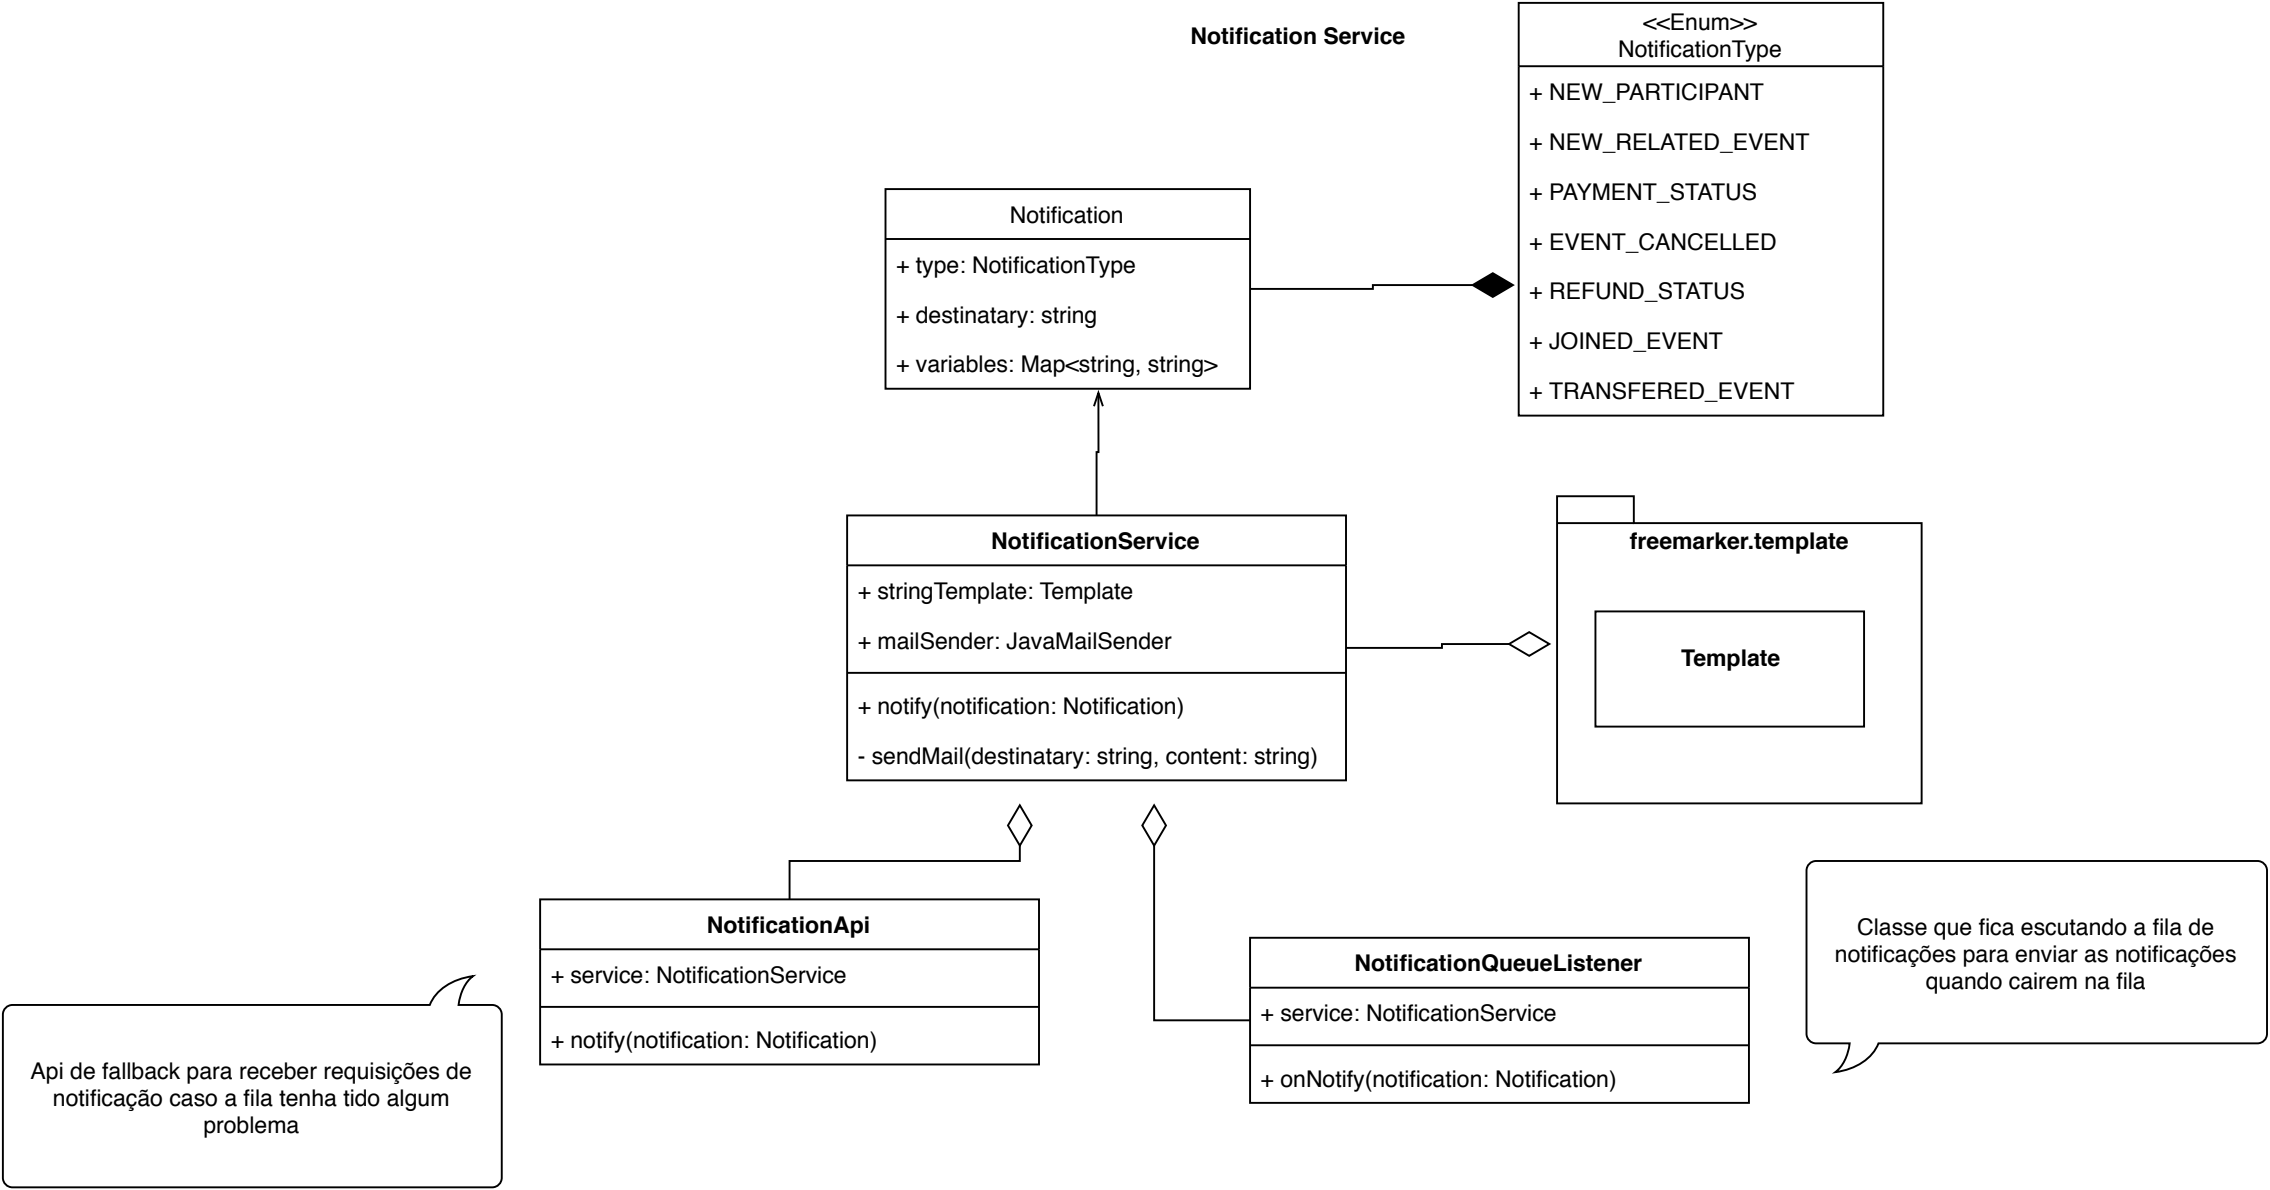 Notification Service
<<Enum>>
NotificationType
+ NEW_PARTICIPANT
+ NEW_RELATED_EVENT
+ PAYMENT_STATUS
+ EVENT_CANCELLED
+ REFUND_STATUS
+ JOINED_EVENT
+ TRANSFERED_EVENT
Notification
+ type: NotificationType
+ destinatary: string
+ variables: Map<string, string>
NotificationService
+ stringTemplate: Template
+ mailSender: JavaMailSender
+ notify(notification: Notification)
- sendMail(destinatary: string, content: string)
freemarker.template
Template
NotificationApi
+ service: NotificationService
+ notify(notification: Notification)
Api de fallback para receber requisições de
notificação caso a fila tenha tido algum
problema
NotificationQueueListener
+ service: NotificationService
+ onNotify(notification: Notification)
Classe que fica escutando a fila de
notificações para enviar as notificações
quando cairem na fila